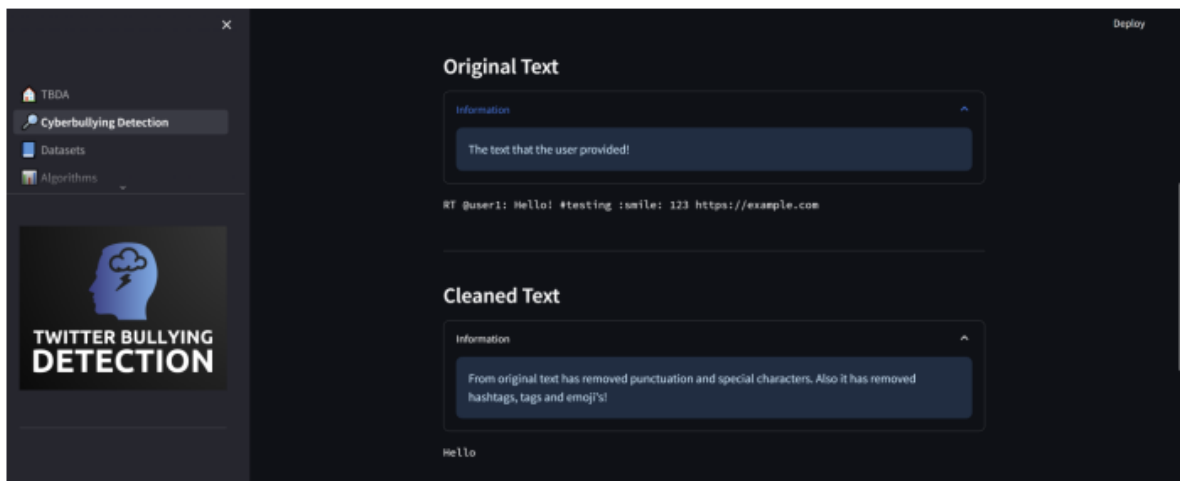 Deploy
TBDA
Cyberbullying Detection
Datasets
Algorithms
TWITTER BULLYING
DETECTION
Original Text
Information
The text that the user provided!
RT @user1: Hello! #testing :smile: 123 https://example.com
Cleaned Text
Information
From original text has removed punctuation and special characters. Also it has removed
hashtags, tags and emoji's!
Hello